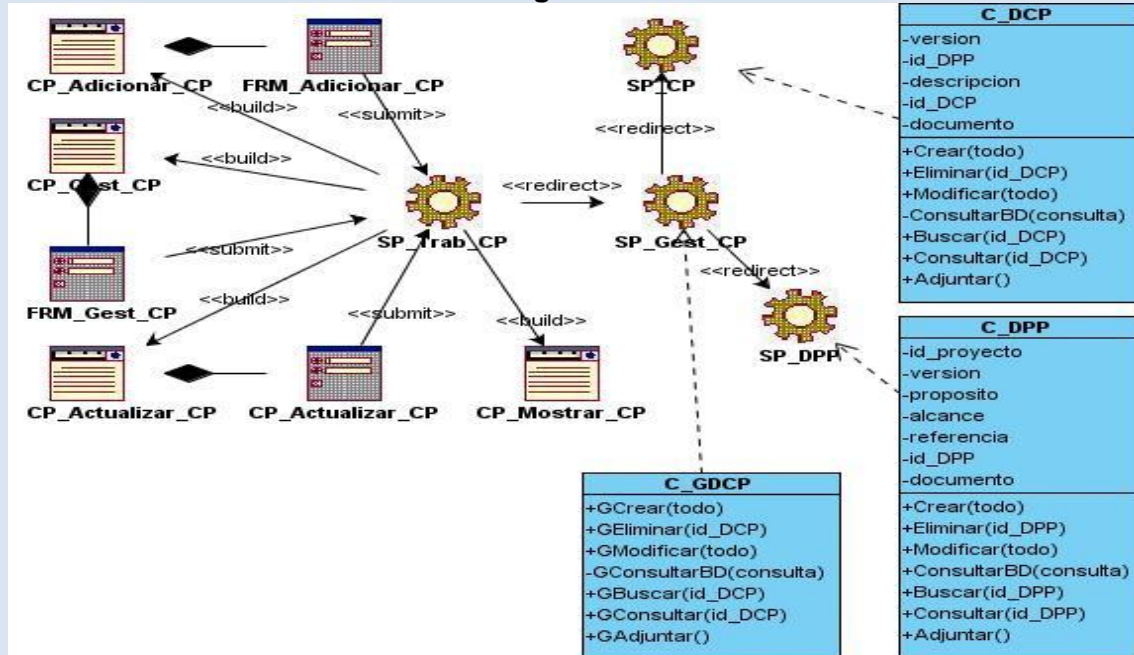 CP_Adicionar_CP
FRM_Adicionar_CP
<<build>>
<<submit>>
SP_CP
<<redirect>>
CP_Gest_CP
<<build>>
SP_Trab_CP
<<redirect>>
SP_Gest_CP
<<submit>>
<<redirect>>
FRM_Gest_CP
<<build>>
<<submit>>
<<build>>
SP_DPP
CP_Actualizar_CP
CP_Actualizar_CP
CP_Mostrar_CP
C_DCP
-version
-id_DPP
-descripcion
-id_DCP
-documento
+Crear(todo)
+Eliminar(id_DCP)
+Modificar(todo)
-ConsultarBD(consulta)
+Buscar(id_DCP)
+Consultar(id_DCP)
+Adjuntar()
C_DPP
-id_proyecto
-version
-proposito
-alcance
-referencia
-id_DPP
-documento
+Crear(todo)
+Eliminar(id_DPP)
+Modificar(todo)
+ConsultarBD(consulta)
+Buscar(id_DPP)
+Consultar(id_DPP)
+Adjuntar()
C_GDCP
+GCrear(todo)
+GEliminar(id_DCP)
+GModificar(todo)
-GConsultarBD(consulta)
+GBuscar(id_DCP)
+GConsultar(id_DCP)
+GAdjuntar()